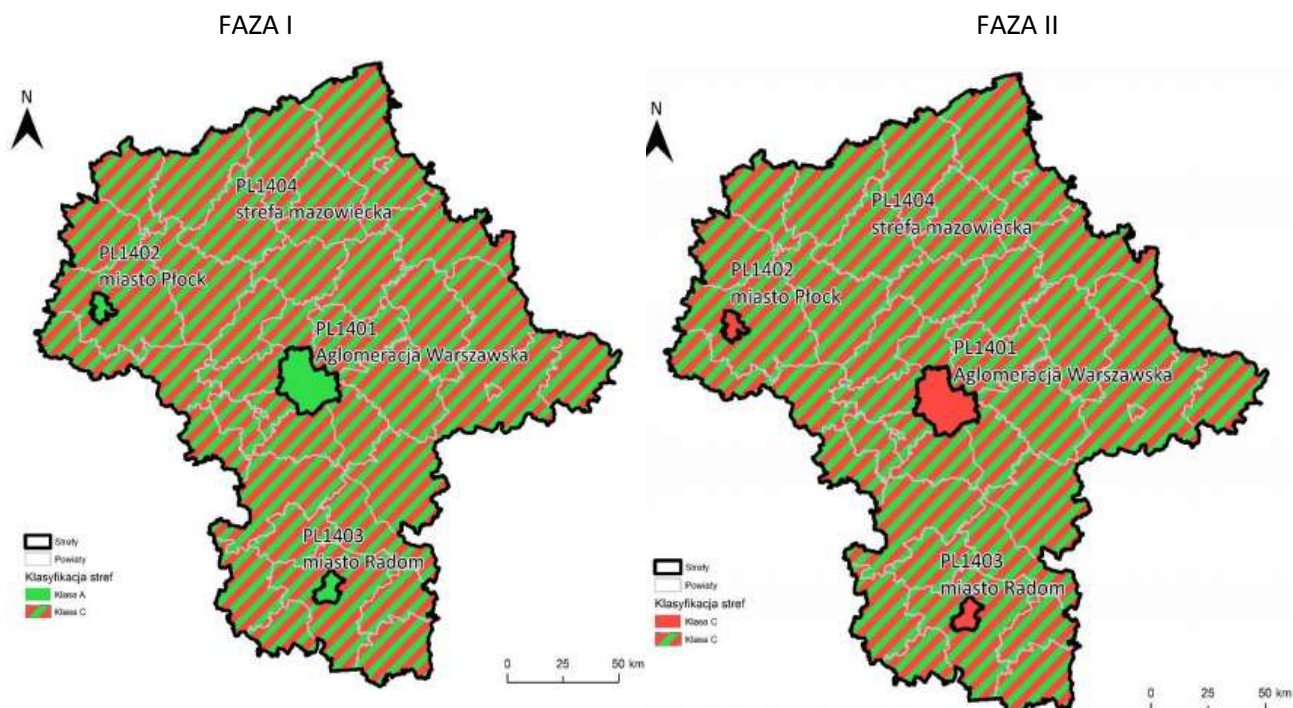 FAZA I
FAZA II
N
PL1404
strefa mazowiecka
PL1402
miasto Płock
PL1401
Aglomeracja Warszawska
PL1403
miasto Radom
Strefy
Powiaty
Klasyfikacja stref
Klasa A
Klasa C
0 25 50 km
N
PL1404
strefa mazowiecka
PL1402
miasto Płock
PL1401
Aglomeracja Warszawska
PL1403
miasto Radom
Strefy
Powiaty
Klasyfikacja stref
Klasa C
Klasa C
0 25 50 km